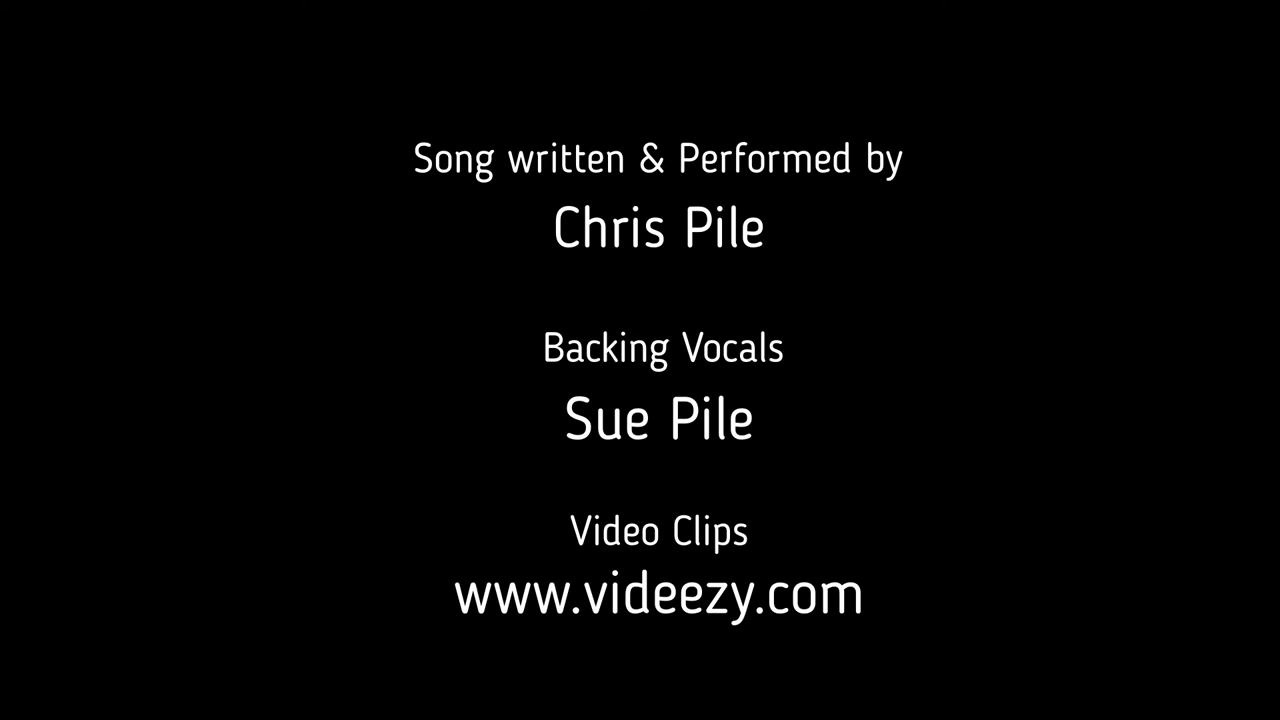 Song written & Performed by
Chris Pile
Backing Vocals
Sue Pile
Video Clips
www.videezy.com